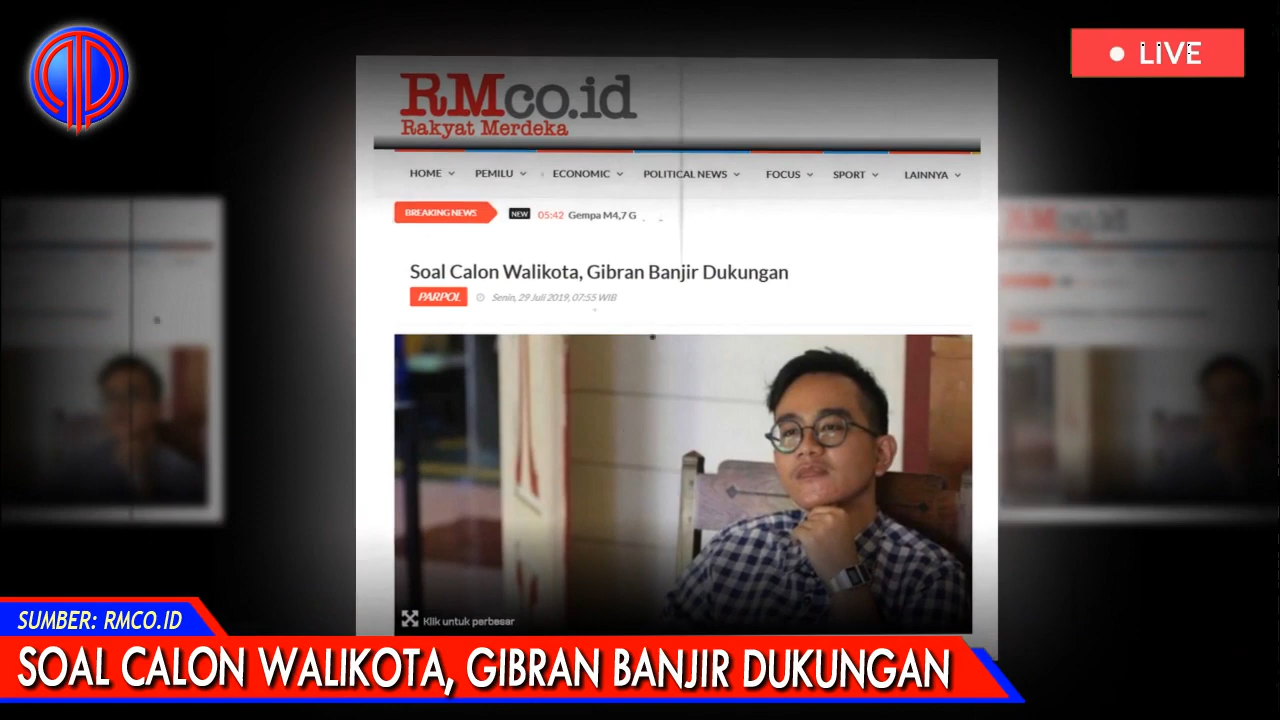 LIVE
RMco.id
Rakyat Merdeka
HOME PEMILU ECONOMIC POLITICAL NEWS FOCUS SPORT LAINNYA
BREAKING NEWS NEW 05:42 Gempa M4,7 G
Soal Calon Walikota, Gibran Banjir Dukungan
PARPOL Senin, 29 Juli 2019, 07:55 WIB
Klik untuk perbesar
SUMBER: RMCO.ID
SOAL CALON WALIKOTA, GIBRAN BANJIR DUKUNGAN